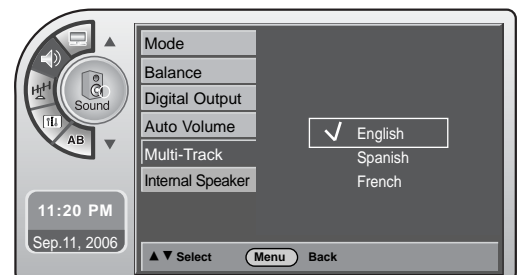 Mode
Balance
Digital Output
Auto Volume
Multi-Track
Internal Speaker
English
Spanish
French
Sound
AB
11:20 PM
Sep.11, 2006
▲▼ Select Menu Back